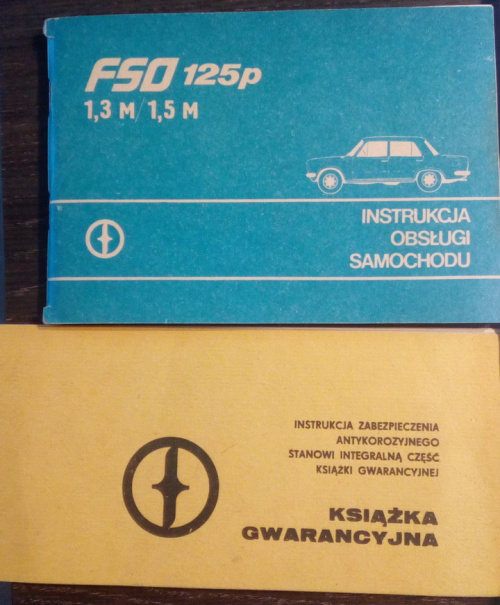 FSO 125p
1,3 M/1,5 M
INSTRUKCJA
OBSŁUGI
SAMOCHODU
INSTRUKCJA ZABEZPIECZENIA
ANTYKOROZYJNEGO
STANOWI INTEGRALNĄ CZĘŚĆ
KSIĄŻKI GWARANCYJNEJ
KSIĄŻKA
GWARANCYJNA